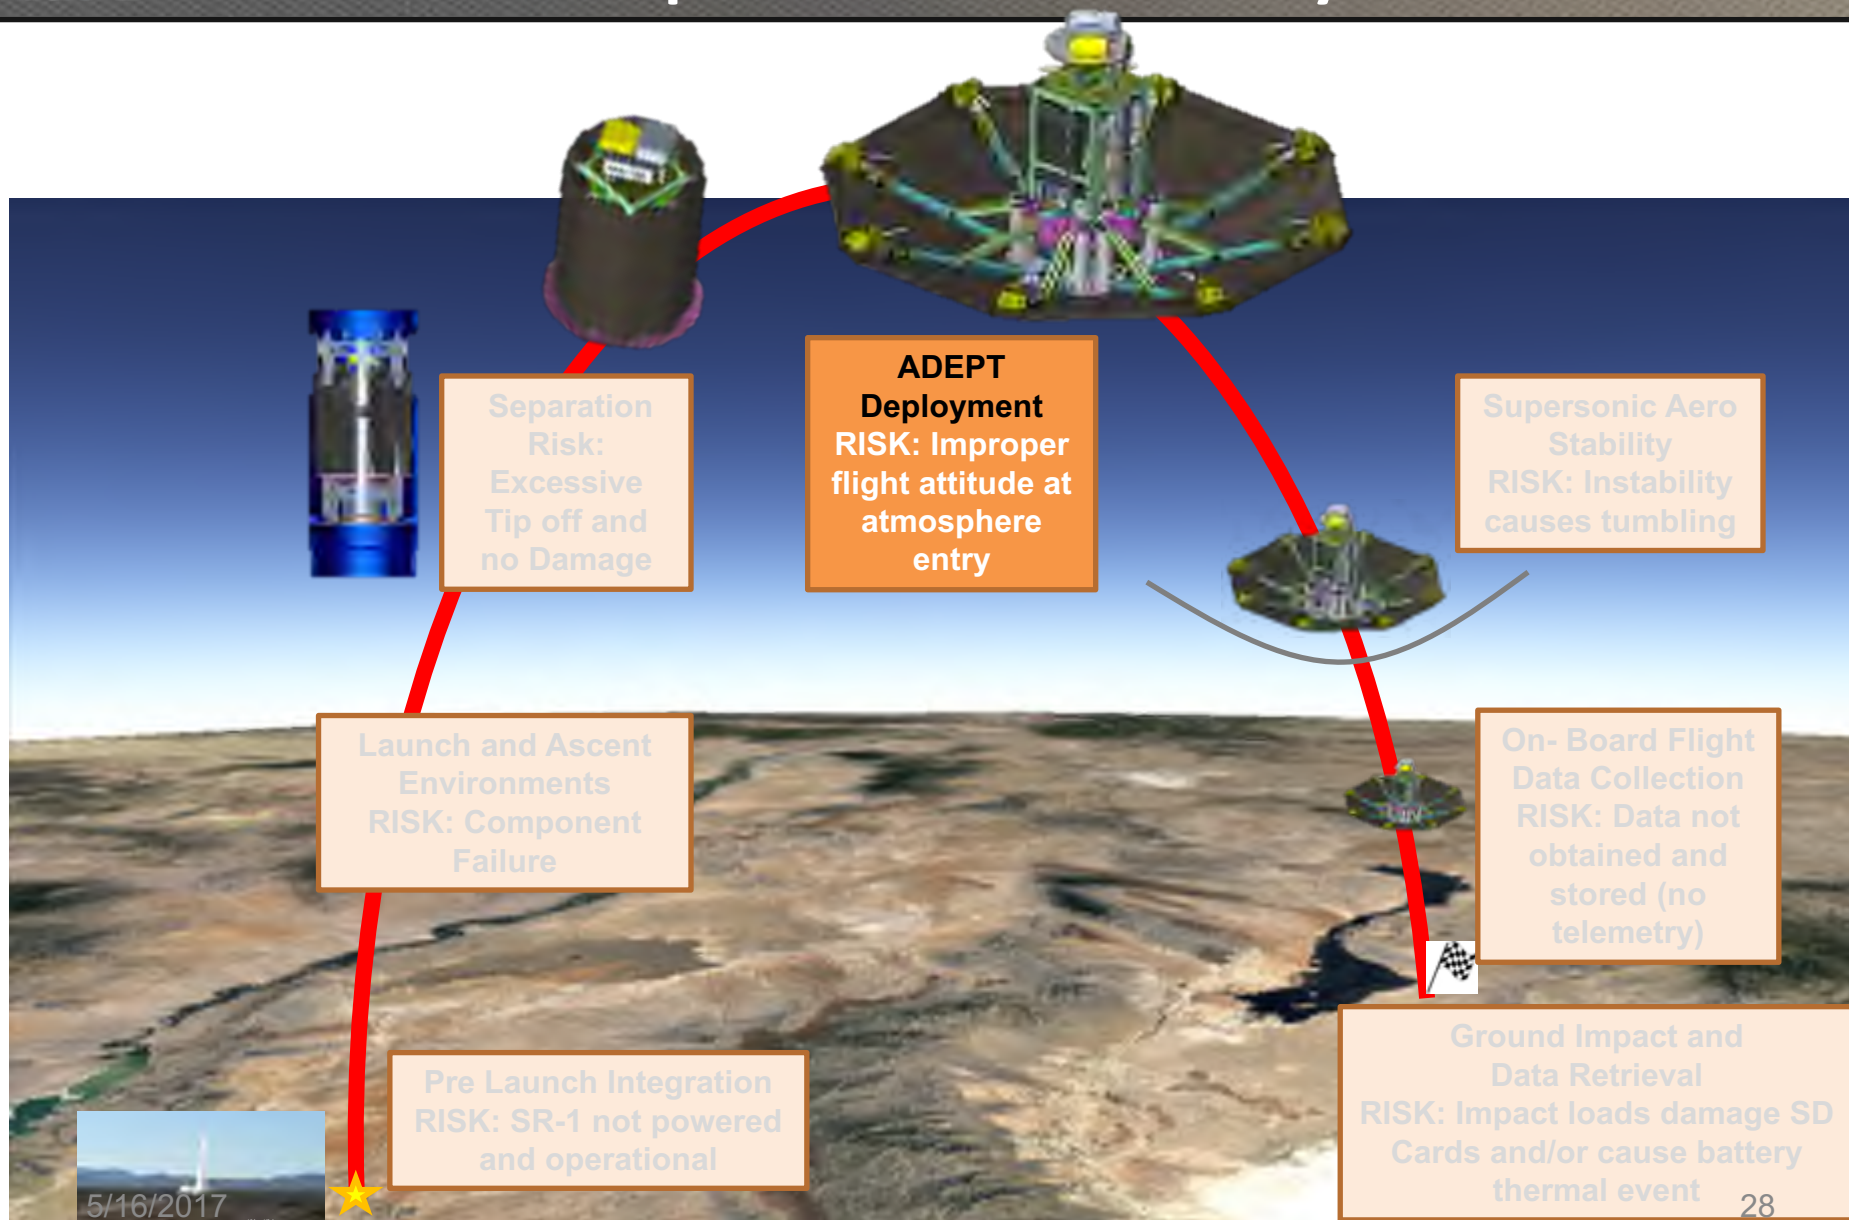 Separation
Risk:
Excessive
Tip off and
no Damage
ADEPT
Deployment
RISK: Improper
flight attitude at
atmosphere
entry
Supersonic Aero
Stability
RISK: Instability
causes tumbling
Launch and Ascent
Environments
RISK: Component
Failure
On- Board Flight
Data Collection
RISK: Data not
obtained and
stored (no
telemetry)
Pre Launch Integration
RISK: SR-1 not powered
and operational
Ground Impact and
Data Retrieval
RISK: Impact loads damage SD
Cards and/or cause battery
thermal event
5/16/2017
28